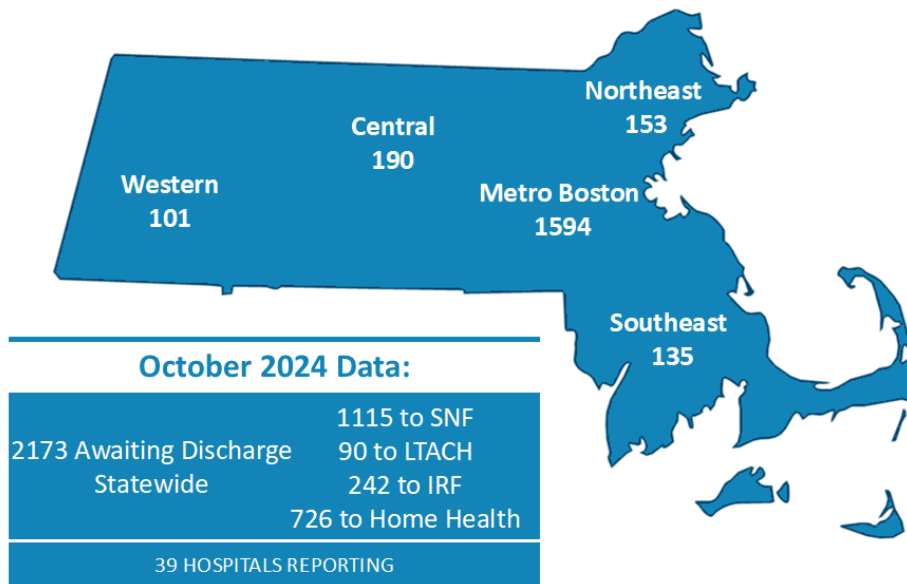 Northeast
153
Central
190
Western
101
Metro Boston
1594
Southeast
135
October 2024 Data:
2173 Awaiting Discharge
Statewide
1115 to SNF
90 to LTACH
242 to IRF
726 to Home Health
39 HOSPITALS REPORTING